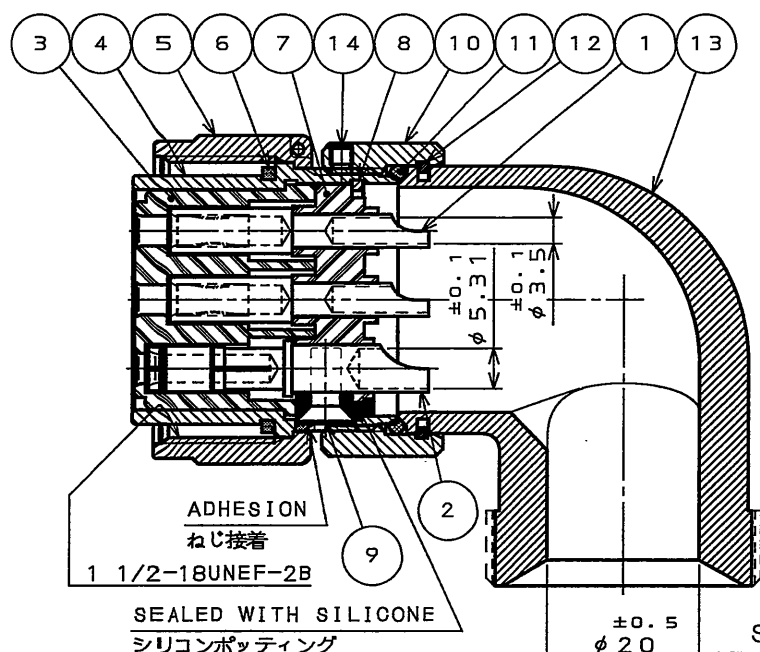 3 4 5 6 7 14 8 10 11 12 1 13
±0.1
φ5.31
±0.1
φ3.5
ADHESION
ねじ接着
9
2
1 1/2-18UNEF-2B
SEALED WITH SILICONE
シリコンポッティング
±0.5
φ20
S